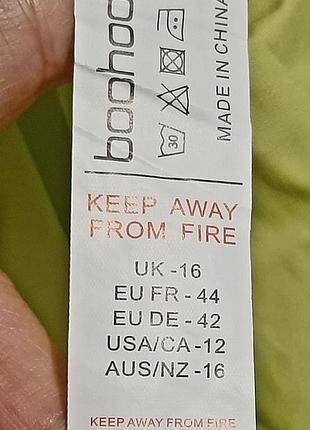 boohoo
30
MADE IN CHINA
KEEP AWAY
FROM FIRE
UK -16
EU FR - 44
EU DE - 42
USA/CA -12
AUS/NZ -16
KEEP AWAY FROM FIRE